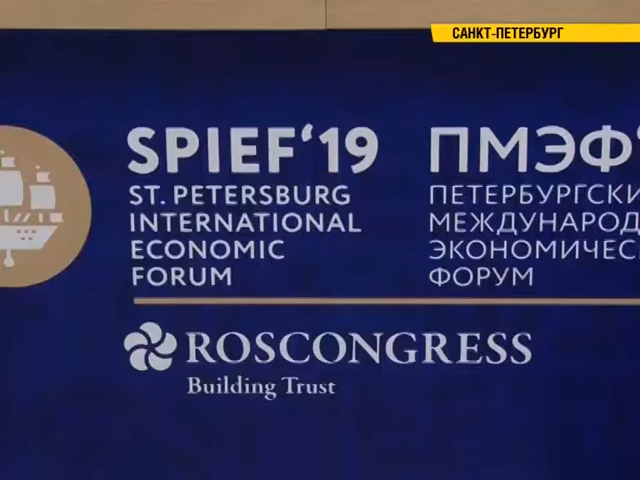 САНКТ-ПЕТЕРБУРГ
SPIEF‘19
ST. PETERSBURG
INTERNATIONAL
ECONOMIC
FORUM
ПМЭФ‘
ПЕТЕРБУРГСКИ
МЕЖДУНАРОД
ЭКОНОМИЧЕС
ФОРУМ
ROSCONGRESS
Building Trust